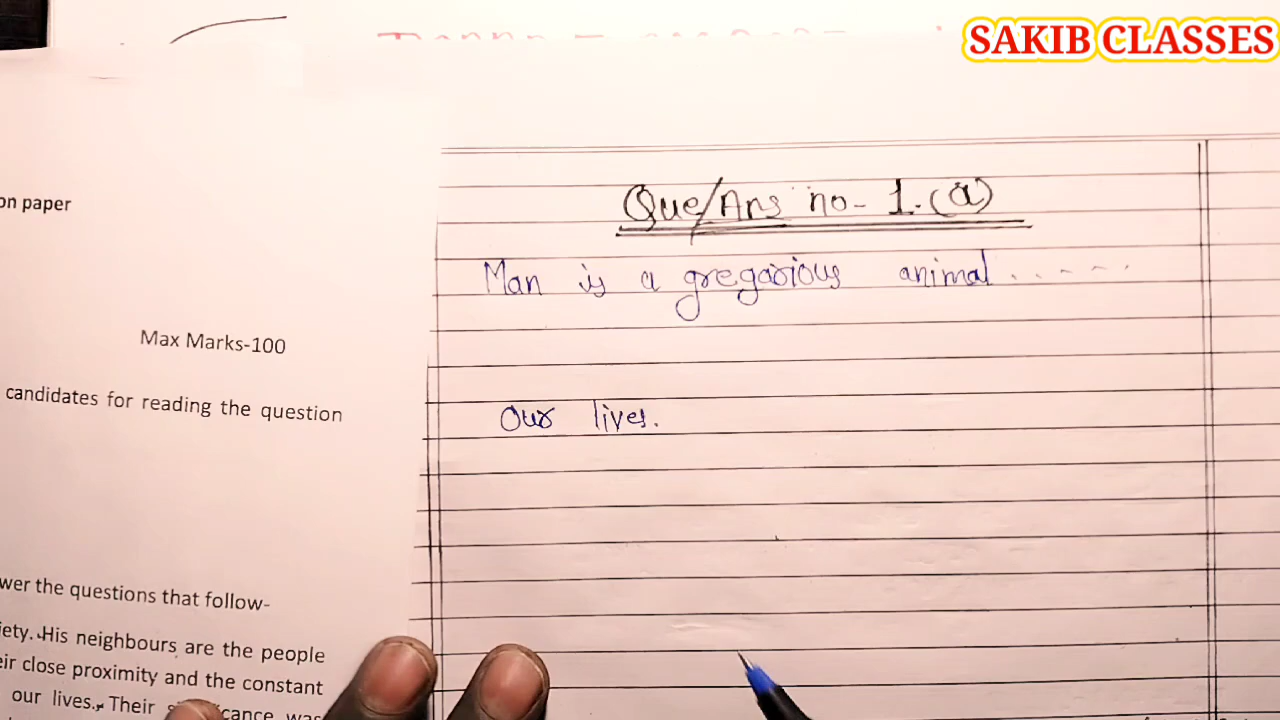 SAKIB CLASSES
on paper
Que/Ans no- 1.(a)
Man is a gregarious animal . . . - - -
Max Marks-100
candidates for reading the question
Our lives.
wer the questions that follow-
iety. His neighbours are the people
eir close proximity and the constant
our lives. Their